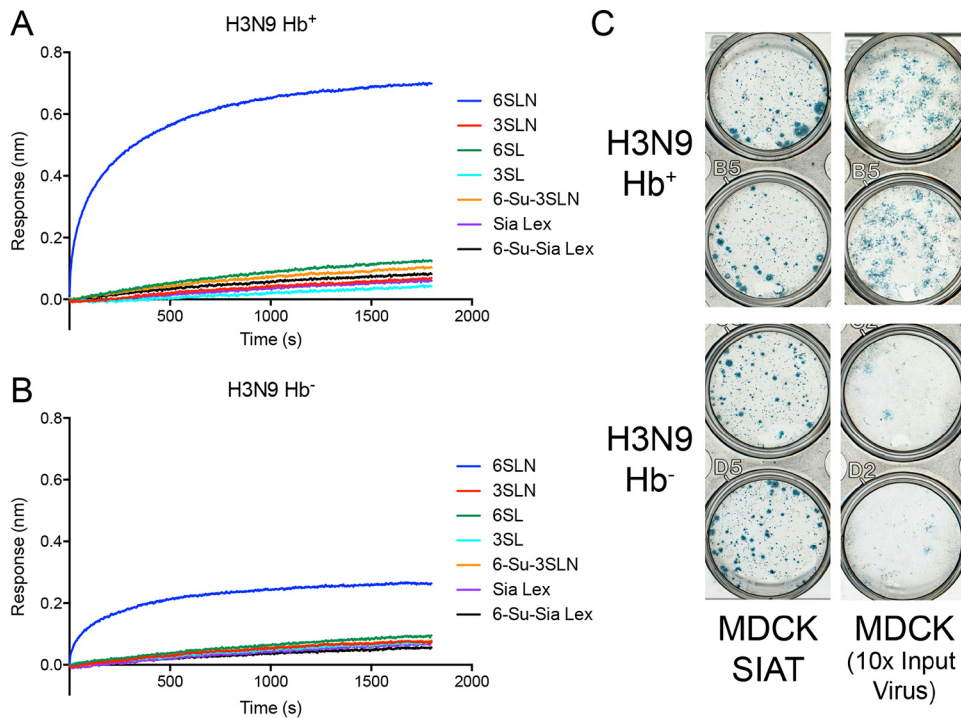 A
H3N9 Hb+
0.8
0.6
0.4
0.2
0.0
Response (nm)
500
1000
1500
2000
Time (s)
6SLN
3SLN
6SL
3SL
6-Su-3SLN
Sia Lex
6-Su-Sia Lex
B
H3N9 Hb-
0.8
0.6
0.4
0.2
0.0
Response (nm)
500
1000
1500
2000
Time (s)
6SLN
3SLN
6SL
3SL
6-Su-3SLN
Sia Lex
6-Su-Sia Lex
C
H3N9
Hb+
B5
B5
H3N9
Hb-
D5
D2
MDCK
SIAT
MDCK
(10x Input
Virus)